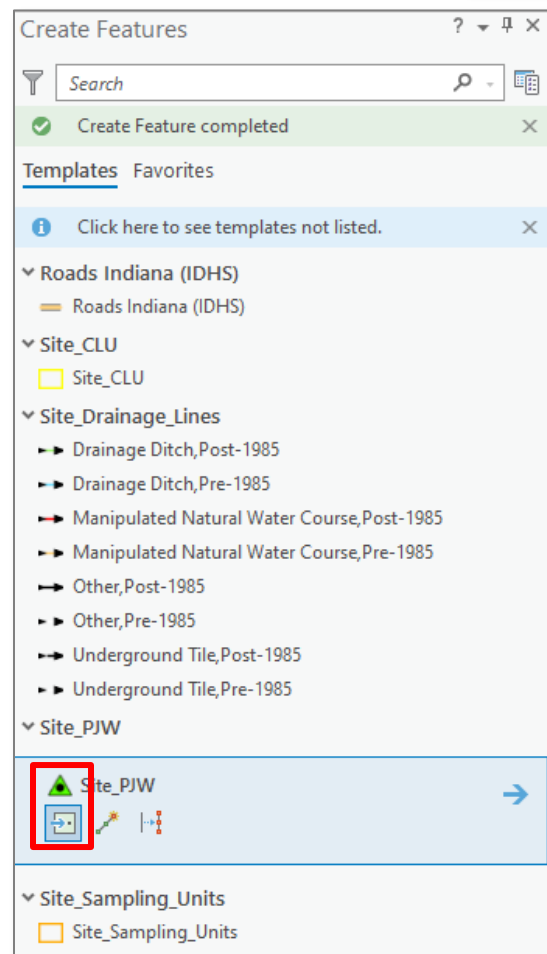 Create Features
Search
Create Feature completed
Templates Favorites
Click here to see templates not listed.
Roads Indiana (IDHS)
Roads Indiana (IDHS)
Site_CLU
Site_CLU
Site_Drainage_Lines
Drainage Ditch,Post-1985
Drainage Ditch,Pre-1985
Manipulated Natural Water Course,Post-1985
Manipulated Natural Water Course,Pre-1985
Other,Post-1985
Other,Pre-1985
Underground Tile,Post-1985
Underground Tile,Pre-1985
Site_PJW
Site_PJW
Site_Sampling_Units
Site_Sampling_Units